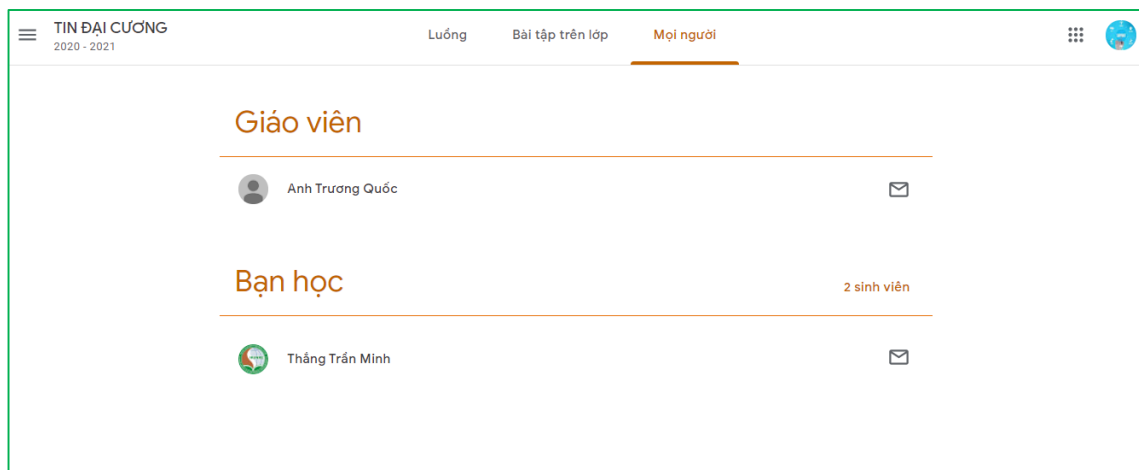 TIN ĐẠI CƯƠNG
2020 - 2021
Luồng
Bài tập trên lớp
Mọi người
Giáo viên
Anh Trương Quốc
Bạn học
2 sinh viên
Thắng Trần Minh